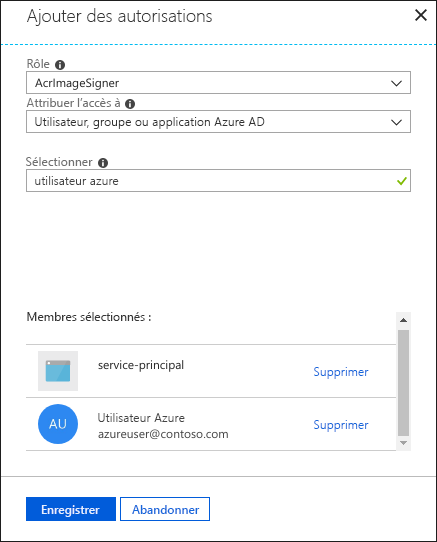 Ajouter des autorisations
Rôle
AcrImageSigner
Attribuer l'accès à
Utilisateur, groupe ou application Azure AD
Sélectionner
utilisateur azure
Membres sélectionnés :
service-principal
Supprimer
AU
Utilisateur Azure
azureuser@contoso.com
Supprimer
Enregistrer
Abandonner